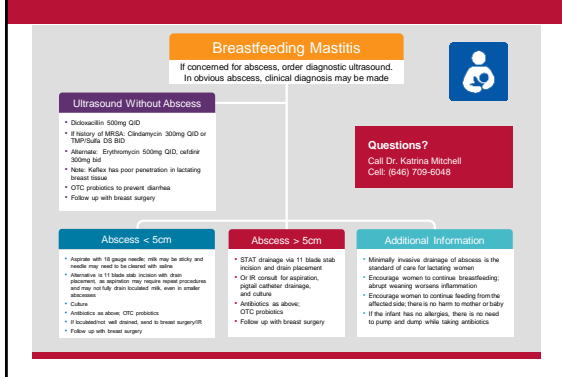 Breastfeeding Mastitis
If concerned for abscess, order diagnostic ultrasound.
In obvious abscess, clinical diagnosis may be made
Ultrasound Without Abscess
• Dicloxacillin 500mg QID
• If history of MRSA: Clindamycin 300mg QID or
TMP/Sulfa DS BID
• Alternate: Erythromycin 500mg QID, cefdinir
300mg bid
• Note: Keflex has poor penetration in lactating
breast tissue
• OTC probiotics to prevent diarrhea
• Follow up with breast surgery
Questions?
Call Dr. Katrina Mitchell
Cell: (646) 709-6048
Abscess < 5cm
• Aspirate with 18 gauge needle; milk may be sticky and
needle may need to be cleared with saline
• Alternative is 11 blade stab incision with drain
placement, as aspiration may require repeat procedures
and may not fully drain loculated milk, even in smaller
abscesses
• Culture
• Antibiotics as above; OTC probiotics
• If loculated/not well drained, send to breast surgery/IR
• Follow up with breast surgery
Abscess > 5cm
• STAT drainage via 11 blade stab
incision and drain placement
• Or IR consult for aspiration,
pigtail catheter drainage,
and culture
• Antibiotics as above;
OTC probiotics
• Follow up with breast surgery
Additional Information
• Minimally invasive drainage of abscess is the
standard of care for lactating women
• Encourage women to continue breastfeeding;
abrupt weaning worsens inflammation
• Encourage women to continue feeding from the
affected side; there is no harm to mother or baby
• If the infant has no allergies, there is no need
to pump and dump while taking antibiotics